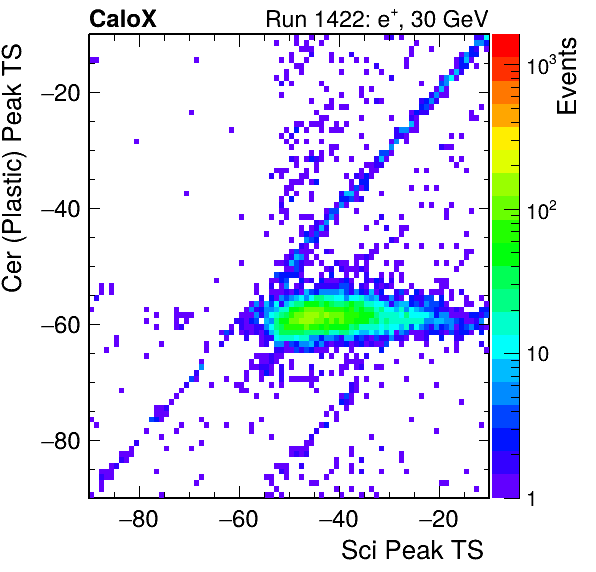 CaloX Run 1422: e⁺, 30 GeV
Cer (Plastic) Peak TS
−20
−40
−60
−80
−80 −60 −40 −20
Sci Peak TS
Events
10³
10²
10
1